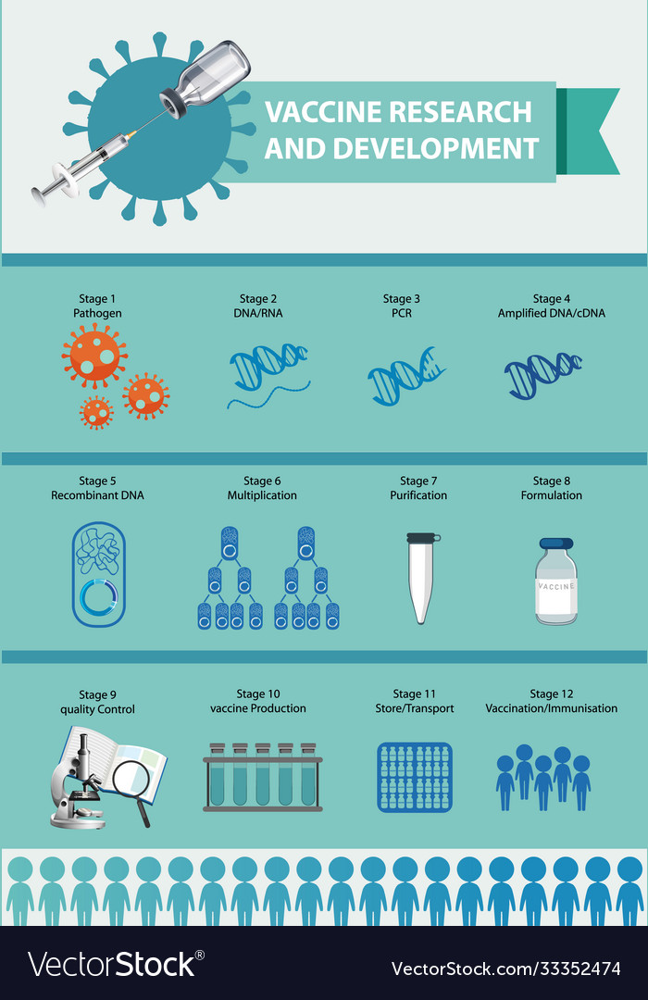 VACCINE RESEARCH
AND DEVELOPMENT
Stage 1
Pathogen
Stage 2
DNA/RNA
Stage 3
PCR
Stage 4
Amplified DNA/cDNA
Stage 5
Recombinant DNA
Stage 6
Multiplication
Stage 7
Purification
Stage 8
Formulation
VACCINE
Stage 9
quality Control
Stage 10
vaccine Production
Stage 11
Store/Transport
Stage 12
Vaccination/Immunisation
VectorStock®
VectorStock.com/33352474